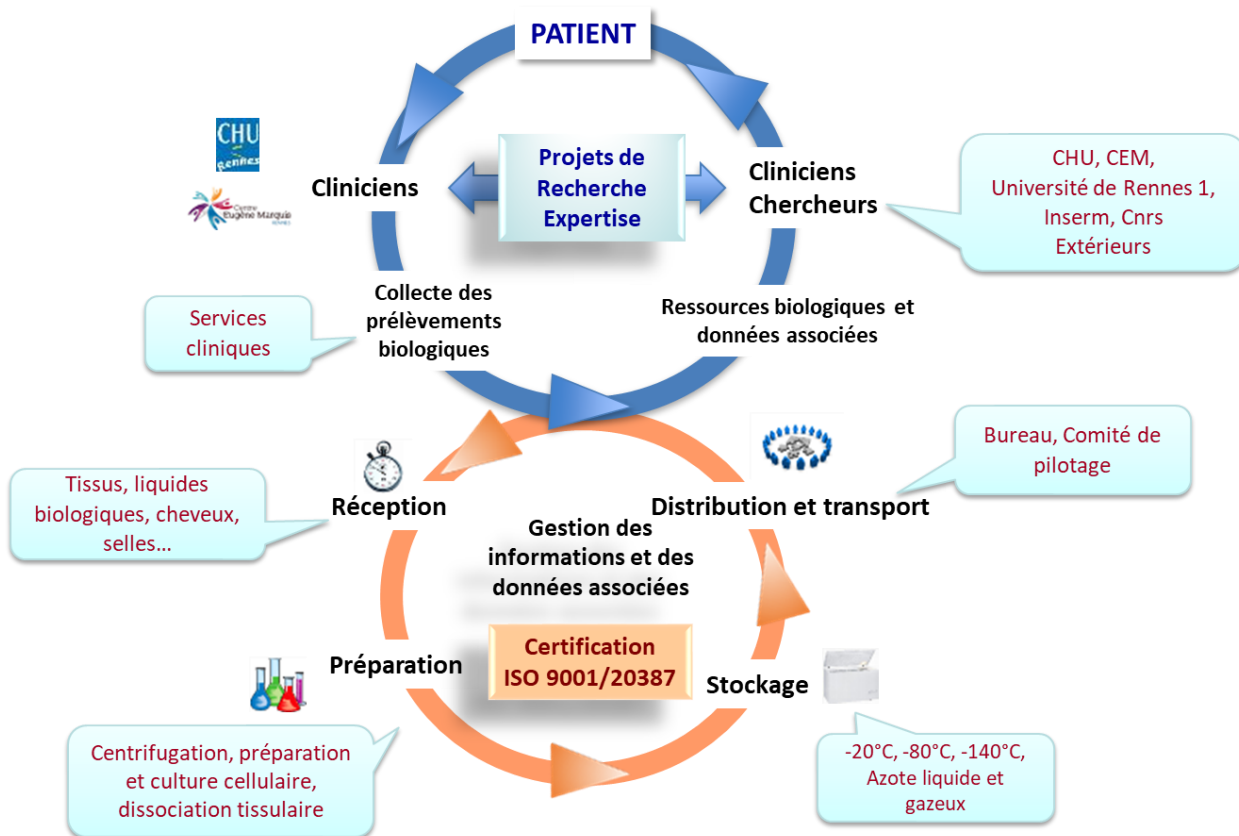 PATIENT
CHU
Rennes
Centre
Eugène Marquis
RENNES
Cliniciens
Projets de
Recherche
Expertise
Cliniciens
Chercheurs
CHU, CEM,
Université de Rennes 1,
Inserm, Cnrs
Extérieurs
Services
cliniques
Collecte des
prélèvements
biologiques
Ressources biologiques et
données associées
Tissus, liquides
biologiques, cheveux,
selles…
Réception
Distribution et transport
Bureau, Comité de
pilotage
Gestion des
informations et des
données associées
Certification
ISO 9001/20387
Préparation
Stockage
Centrifugation, préparation
et culture cellulaire,
dissociation tissulaire
-20°C, -80°C, -140°C,
Azote liquide et
gazeux